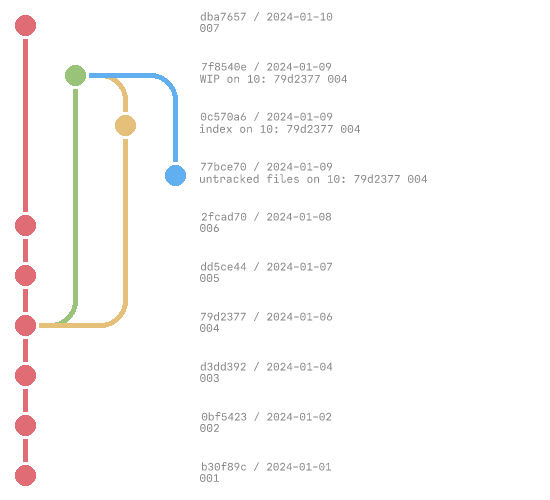 dba7657 / 2024-01-10
007
7f8540e / 2024-01-09
WIP on 10: 79d2377 004
0c570a6 / 2024-01-09
index on 10: 79d2377 004
77bce70 / 2024-01-09
untracked files on 10: 79d2377 004
2fcad70 / 2024-01-08
006
dd5ce44 / 2024-01-07
005
79d2377 / 2024-01-06
004
d3dd392 / 2024-01-04
003
0bf5423 / 2024-01-02
002
b30f89c / 2024-01-01
001